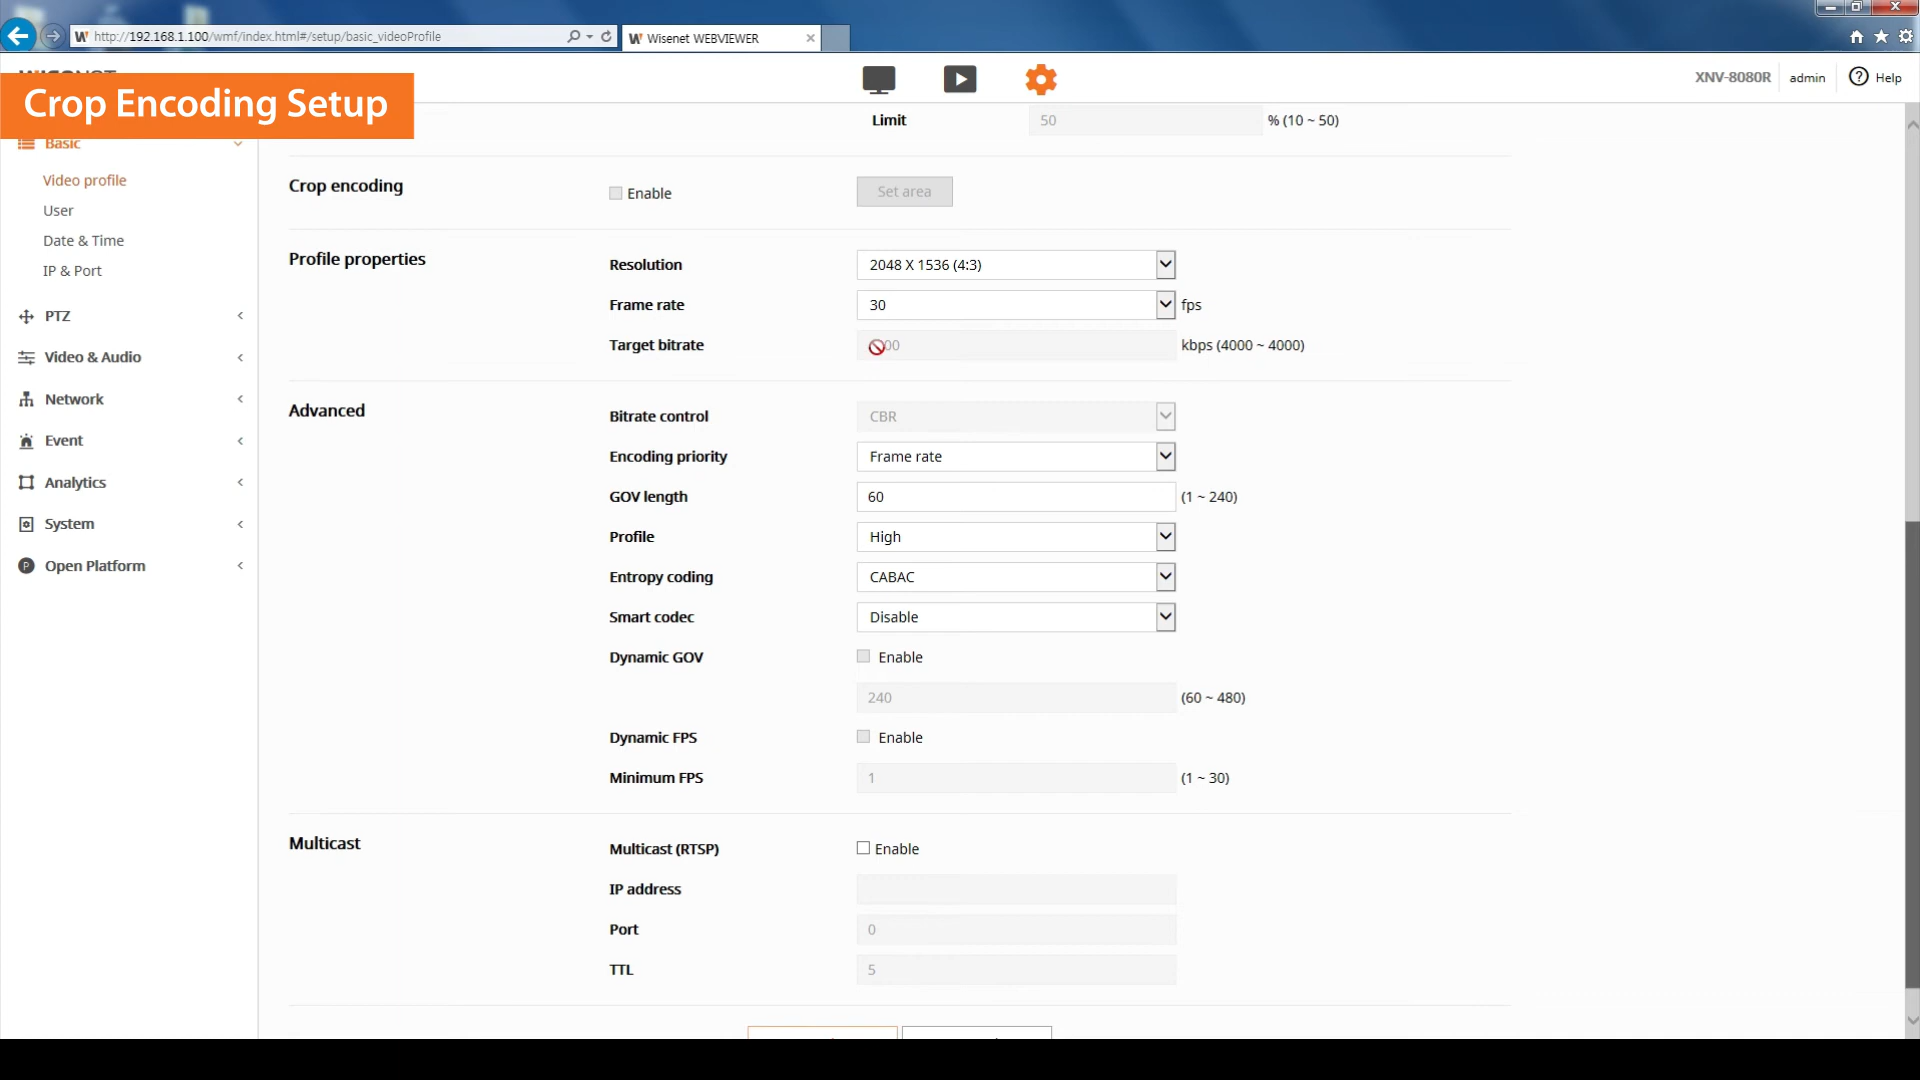 http://192.168.1.100/wmf/index.html#/setup/basic_videoProfile
Wisenet WEBVIEWER
XNV-8080R
admin
Help
Crop Encoding Setup
Basic
Video profile
User
Date & Time
IP & Port
PTZ
Video & Audio
Network
Event
Analytics
System
Open Platform
Limit 50 % (10 ~ 50)
Crop encoding Enable Set area
Profile properties Resolution 2048 X 1536 (4:3)
Frame rate 30 fps
Target bitrate kbps (4000 ~ 4000)
Advanced Bitrate control CBR
Encoding priority Frame rate
GOV length 60 (1 ~ 240)
Profile High
Entropy coding CABAC
Smart codec Disable
Dynamic GOV Enable
240 (60 ~ 480)
Dynamic FPS Enable
Minimum FPS 1 (1 ~ 30)
Multicast Multicast (RTSP) Enable
IP address
Port 0
TTL 5